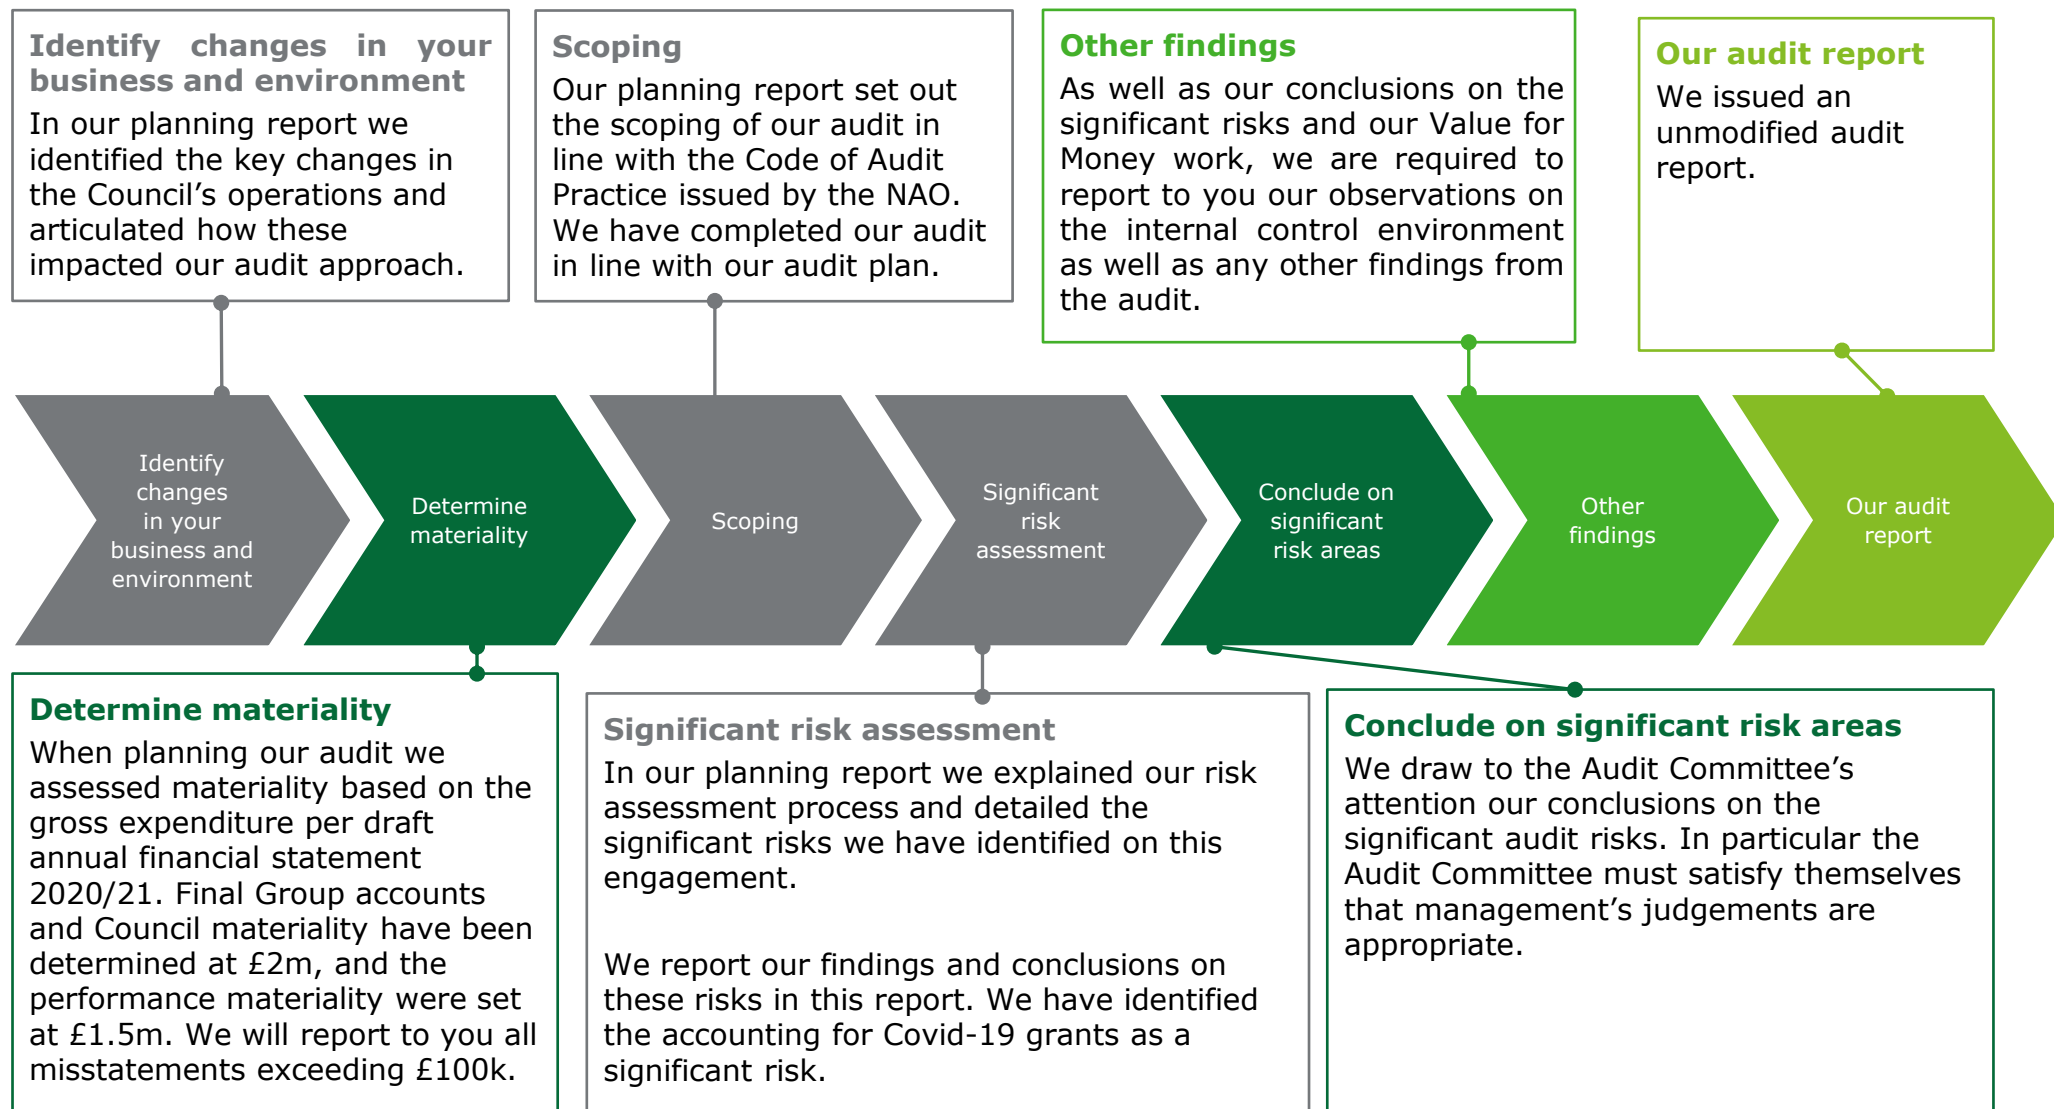 Identify changes in your
business and environment
In our planning report we
identified the key changes in
the Council’s operations and
articulated how these
impacted our audit approach.
Scoping
Our planning report set out
the scoping of our audit in
line with the Code of Audit
Practice issued by the NAO.
We have completed our audit
in line with our audit plan.
Other findings
As well as our conclusions on the
significant risks and our Value for
Money work, we are required to
report to you our observations on
the internal control environment
as well as any other findings from
the audit.
Our audit report
We issued an
unmodified audit
report.
Identify
changes
in your
business and
environment
Determine
materiality
Scoping
Significant
risk
assessment
Conclude on
significant
risk areas
Other
findings
Our audit
report
Determine materiality
When planning our audit we
assessed materiality based on the
gross expenditure per draft
annual financial statement
2020/21. Final Group accounts
and Council materiality have been
determined at £2m, and the
performance materiality were set
at £1.5m. We will report to you all
misstatements exceeding £100k.
Significant risk assessment
In our planning report we explained our risk
assessment process and detailed the
significant risks we have identified on this
engagement.
We report our findings and conclusions on
these risks in this report. We have identified
the accounting for Covid-19 grants as a
significant risk.
Conclude on significant risk areas
We draw to the Audit Committee’s
attention our conclusions on the
significant audit risks. In particular the
Audit Committee must satisfy themselves
that management’s judgements are
appropriate.